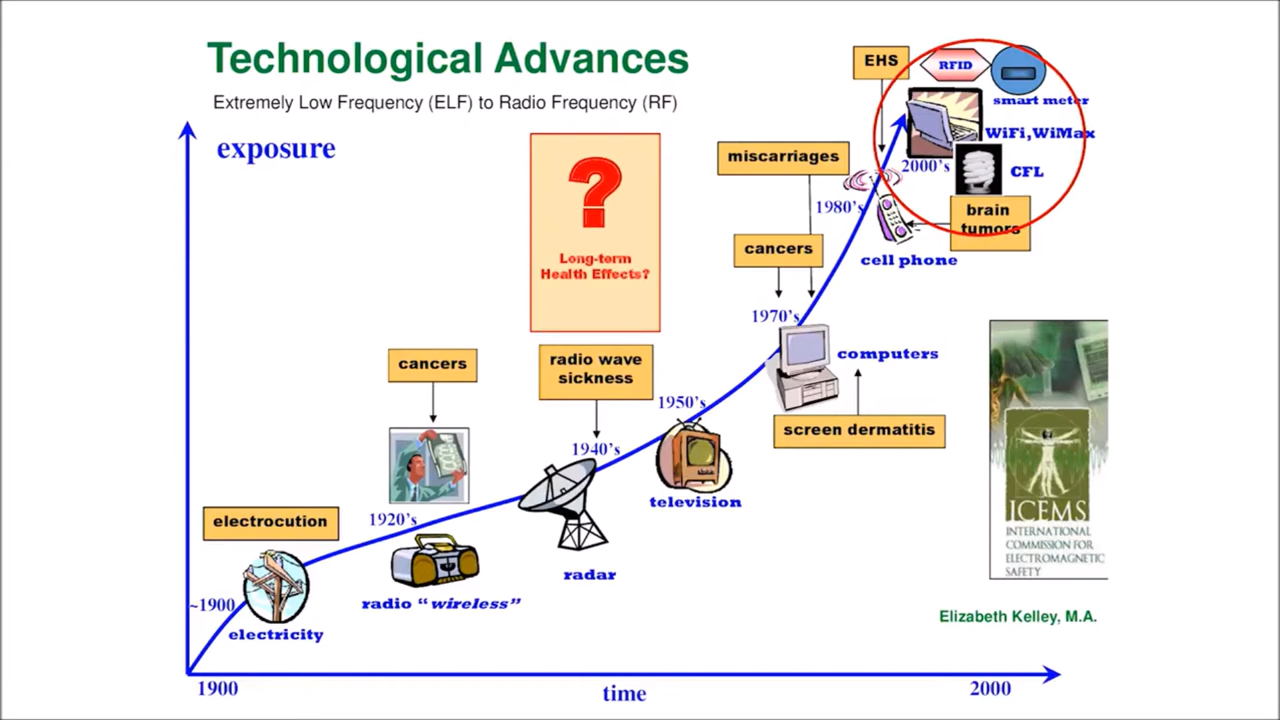 Technological Advances
Extremely Low Frequency (ELF) to Radio Frequency (RF)
exposure
?
Long-term
Health Effects?
EHS
RFID
smart meter
WiFi,WiMax
2000's
CFL
brain
tumors
miscarriages
1980's
cell phone
cancers
1970's
computers
screen dermatitis
cancers
radio wave
sickness
1950's
1940's
television
electrocution
1920's
radar
radio “wireless”
~1900
electricity
ICEMS
INTERNATIONAL
COMMISSION FOR
ELECTROMAGNETIC
SAFETY
Elizabeth Kelley, M.A.
1900
time
2000